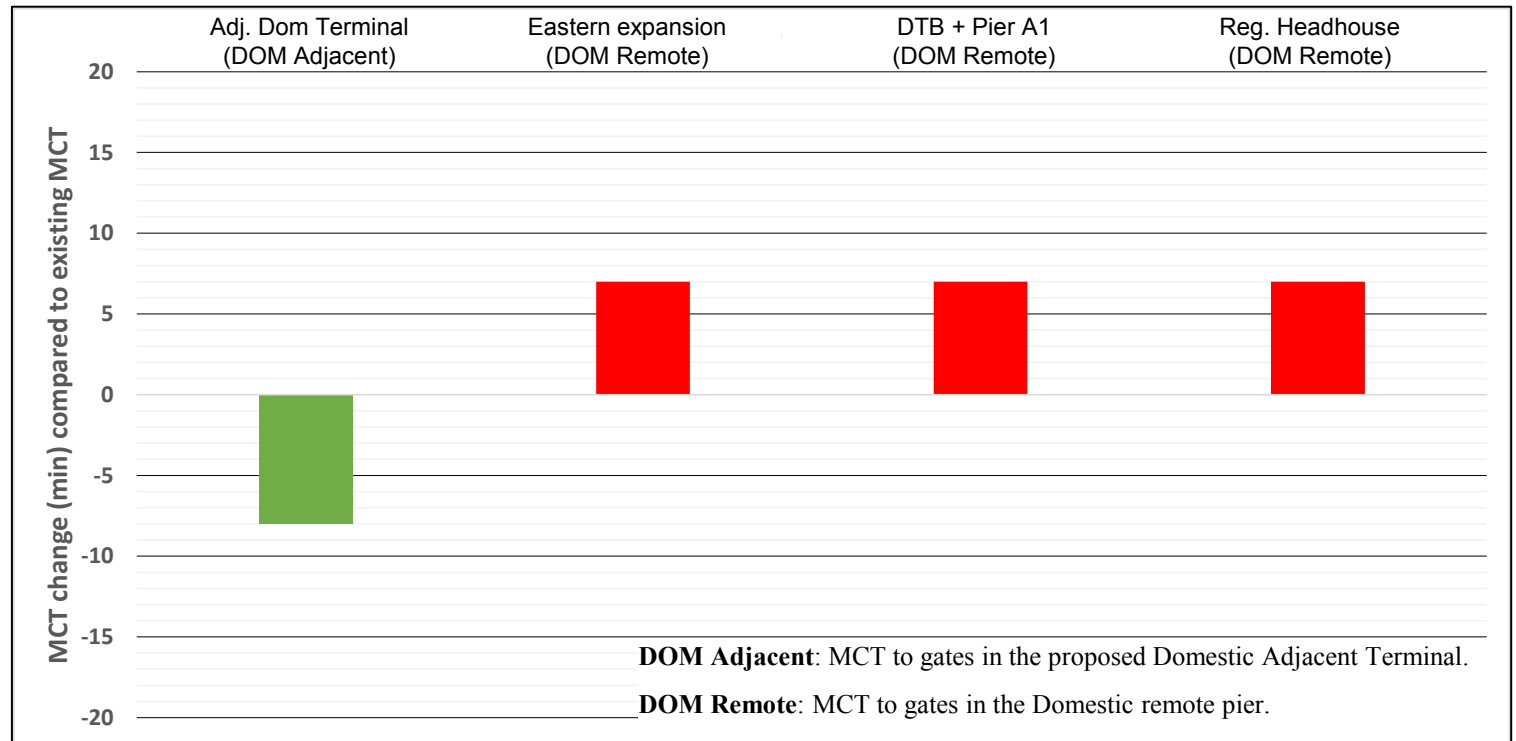 Adj. Dom Terminal
(DOM Adjacent)
Eastern expansion
(DOM Remote)
DTB + Pier A1
(DOM Remote)
Reg. Headhouse
(DOM Remote)
MCT change (min) compared to existing MCT
20
15
10
5
0
-5
-10
-15
-20
DOM Adjacent: MCT to gates in the proposed Domestic Adjacent Terminal.
DOM Remote: MCT to gates in the Domestic remote pier.